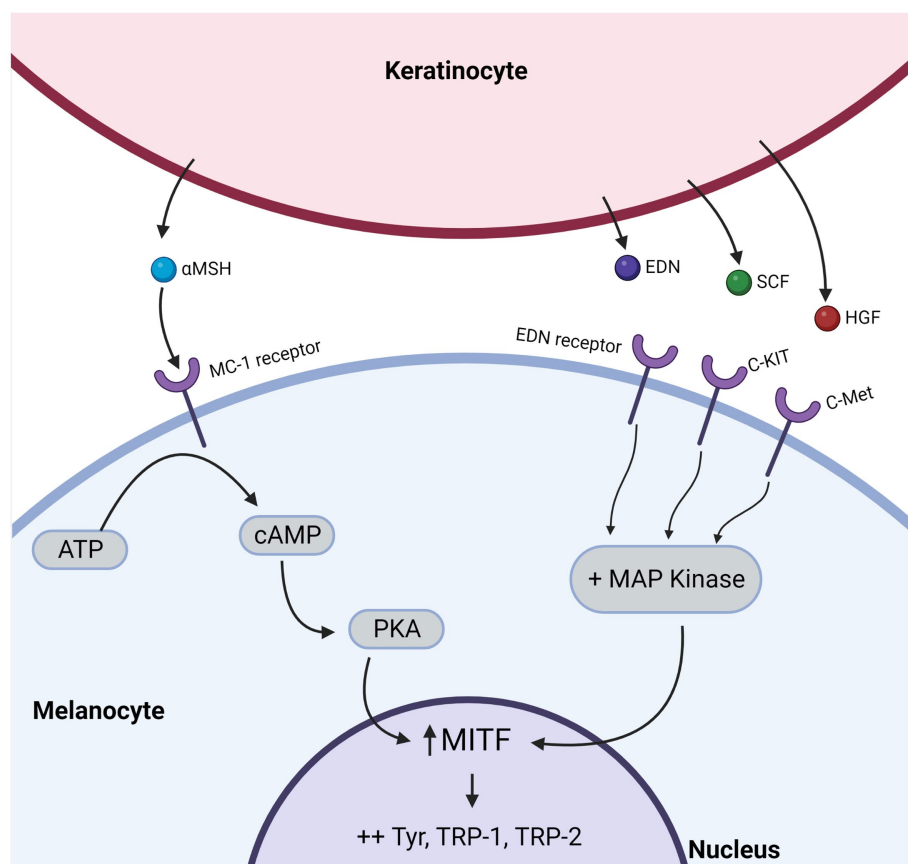 Keratinocyte
αMSH
EDN
SCF
HGF
MC-1 receptor
EDN receptor
C-KIT
C-Met
ATP
cAMP
+ MAP Kinase
PKA
Melanocyte
↑MITF
++ Tyr, TRP-1, TRP-2
Nucleus